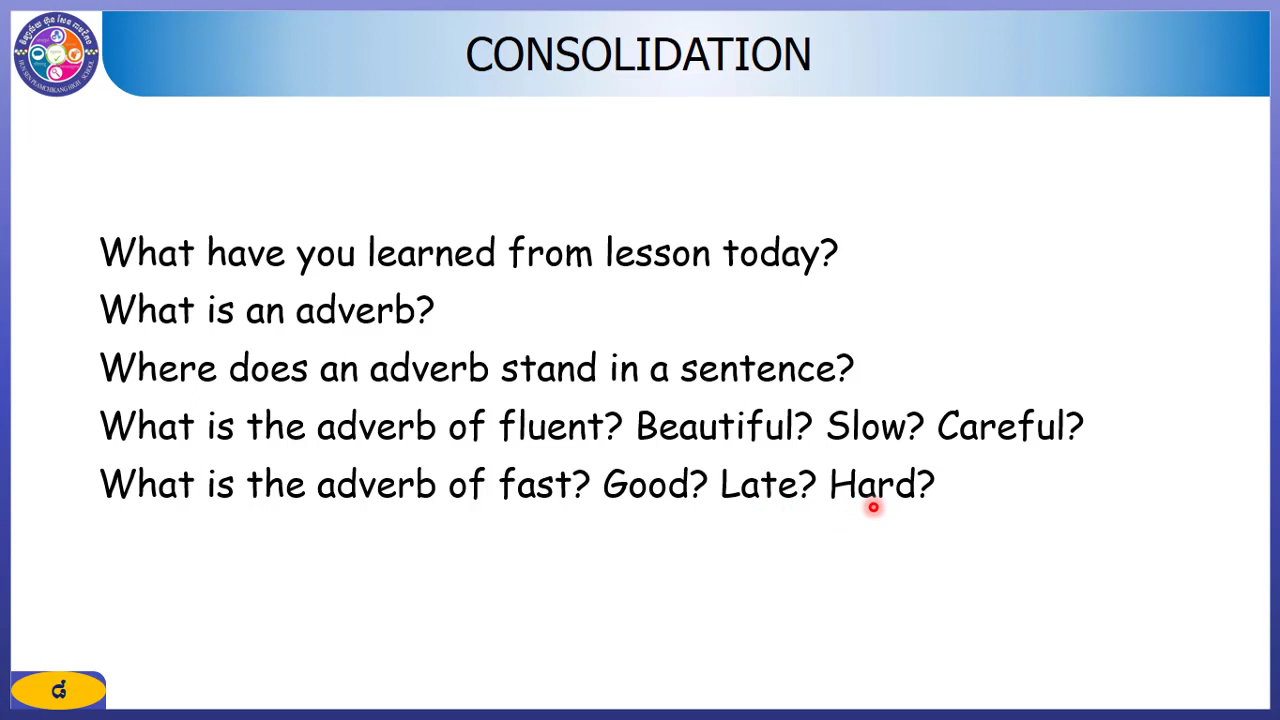 CONSOLIDATION
What have you learned from lesson today?
What is an adverb?
Where does an adverb stand in a sentence?
What is the adverb of fluent? Beautiful? Slow? Careful?
What is the adverb of fast? Good? Late? Hard?
៨